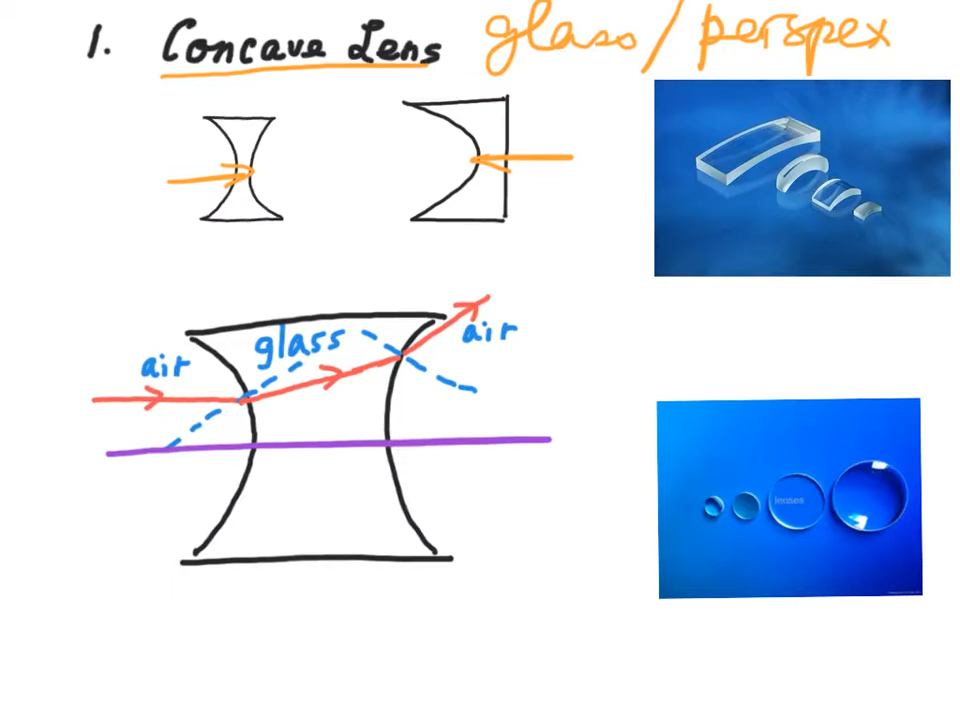 1. Concave Lens glass/perspex
air
glass
air
lenses